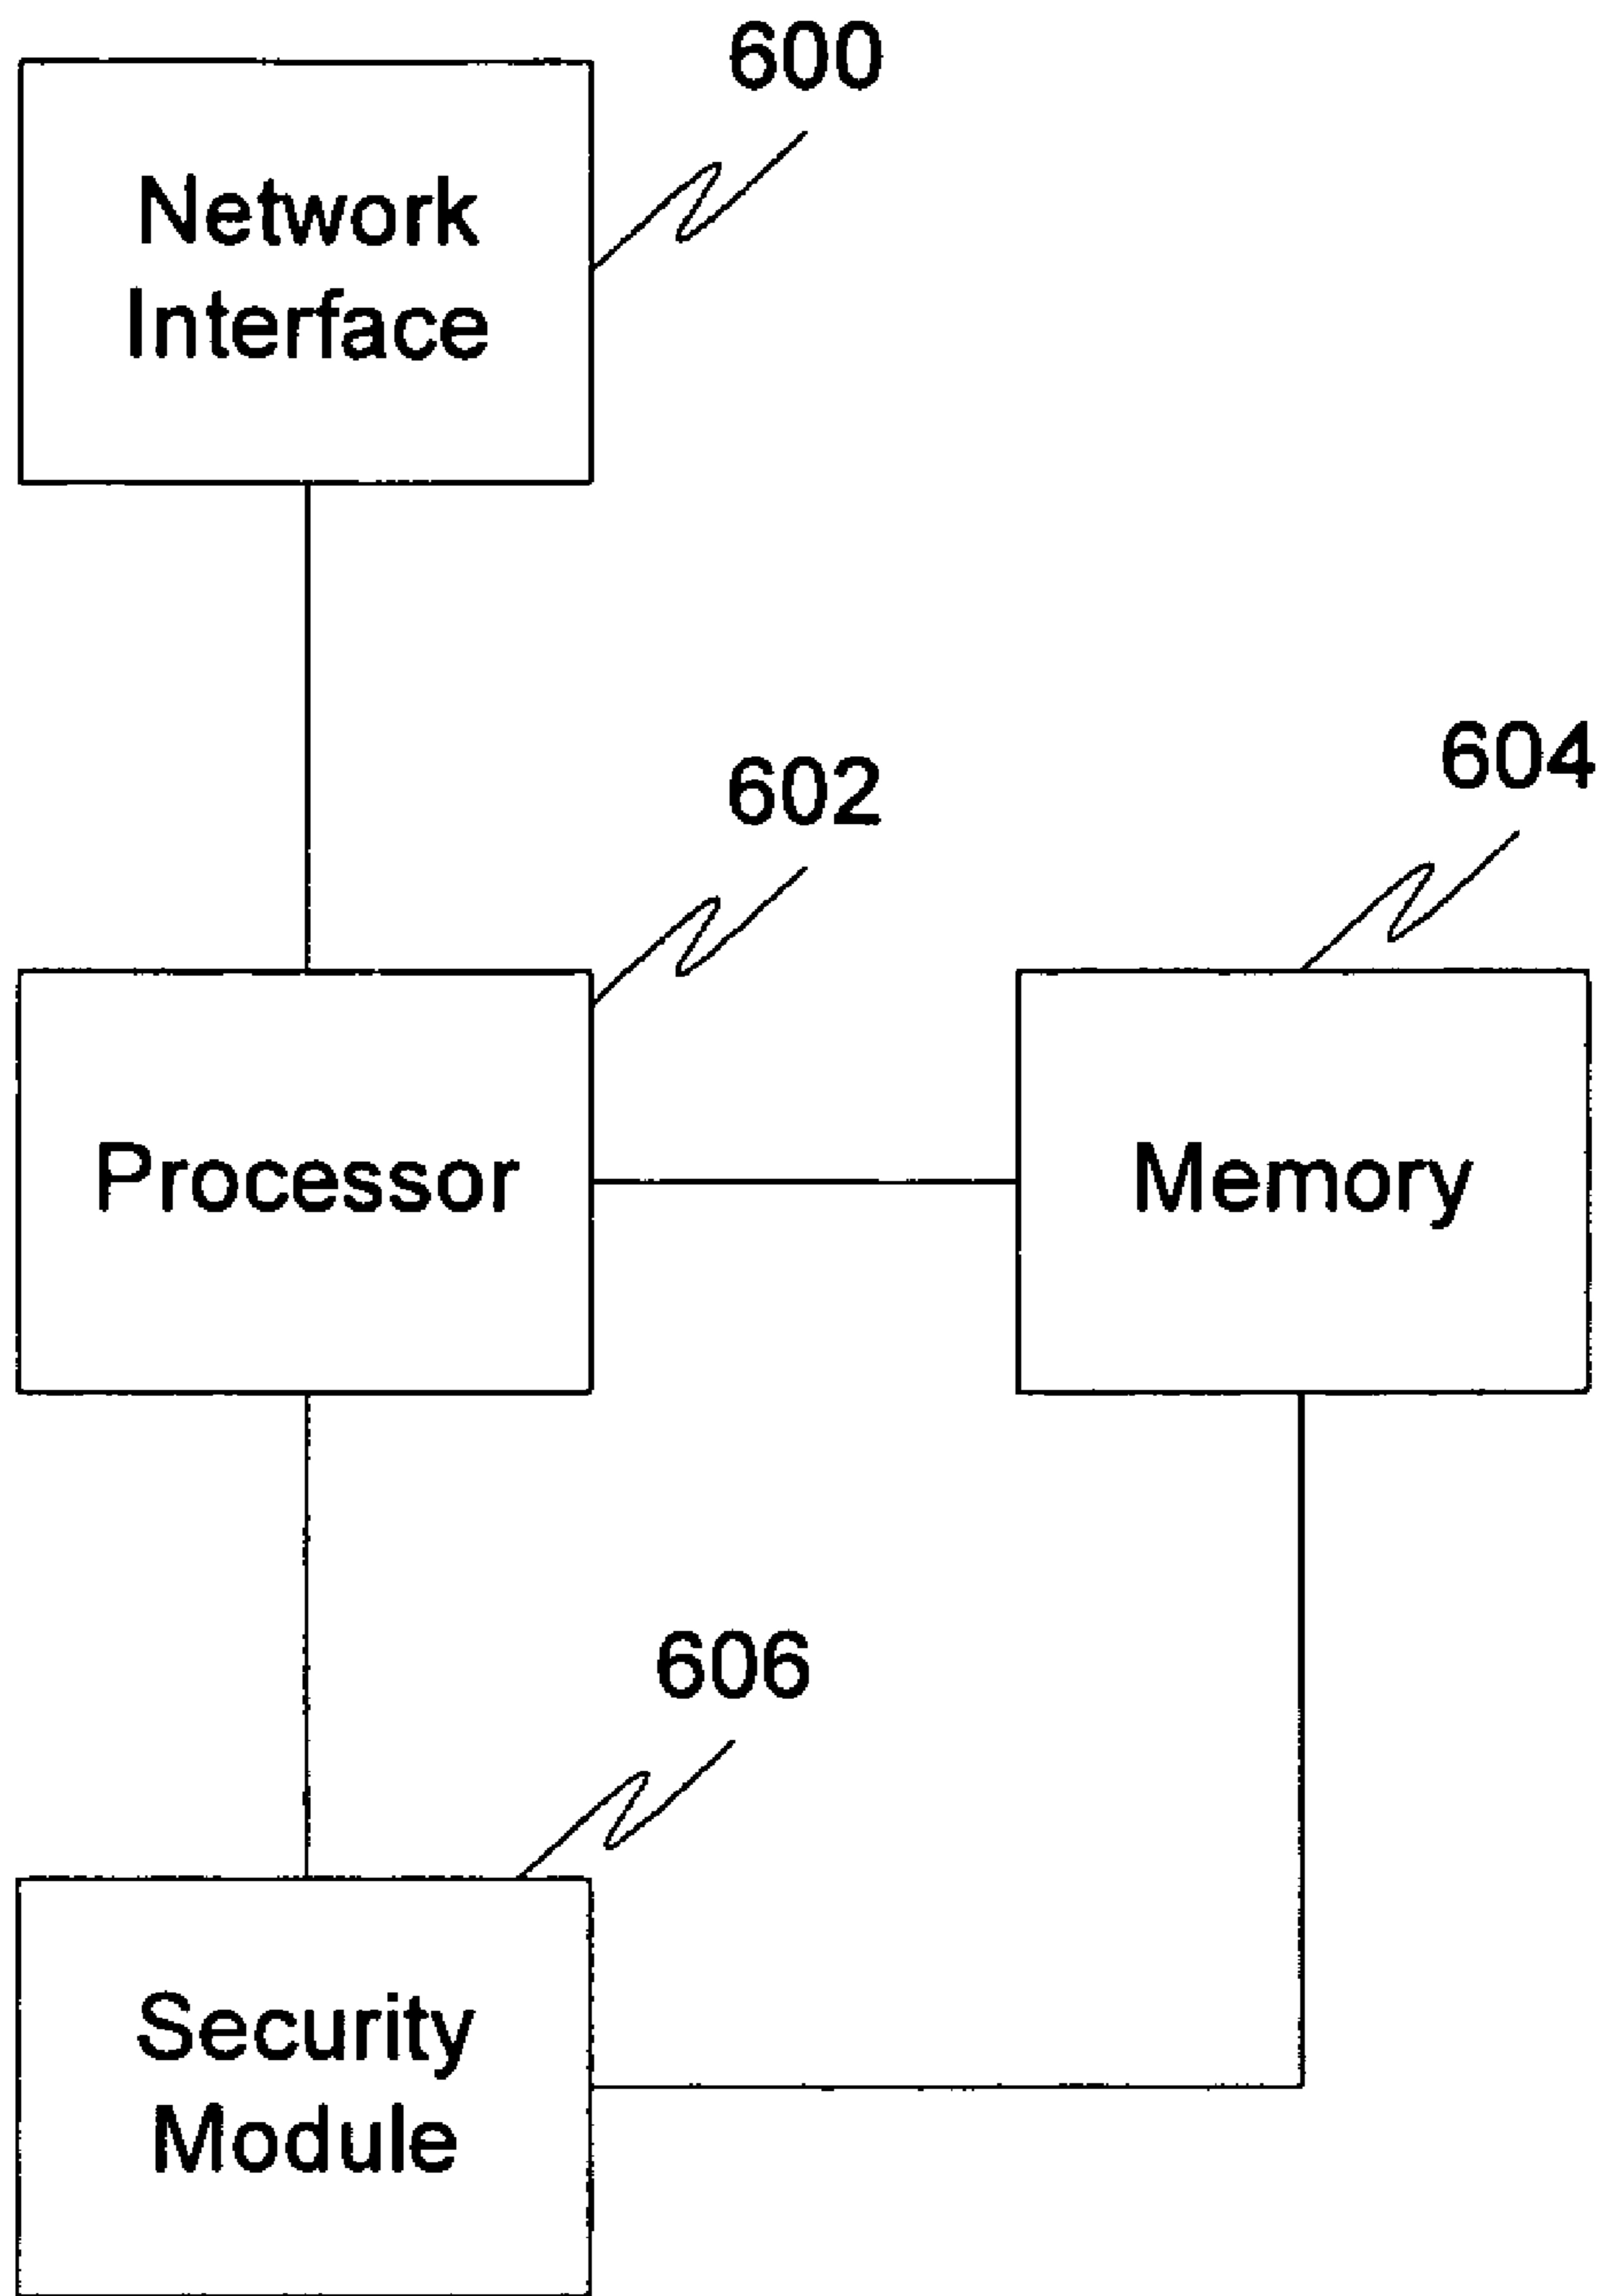 600
Network
Interface
602
604
Processor
Memory
606
Security
Module